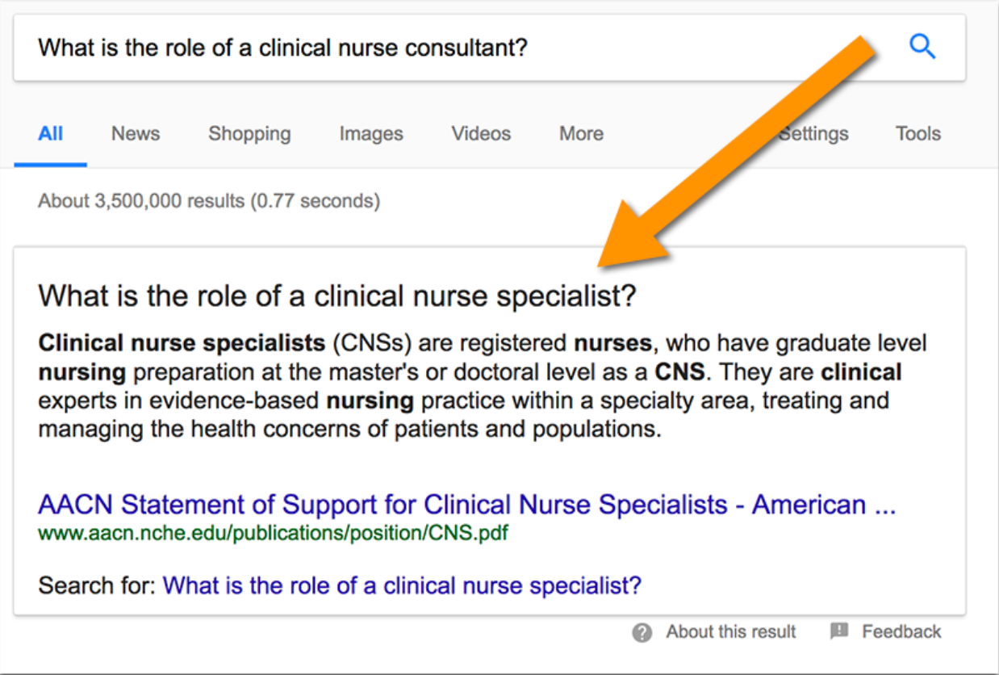 What is the role of a clinical nurse consultant?
All News Shopping Images Videos More Settings Tools
About 3,500,000 results (0.77 seconds)
What is the role of a clinical nurse specialist?
Clinical nurse specialists (CNSs) are registered nurses, who have graduate level
nursing preparation at the master's or doctoral level as a CNS. They are clinical
experts in evidence-based nursing practice within a specialty area, treating and
managing the health concerns of patients and populations.
AACN Statement of Support for Clinical Nurse Specialists - American ...
www.aacn.nche.edu/publications/position/CNS.pdf
Search for: What is the role of a clinical nurse specialist?
About this result Feedback